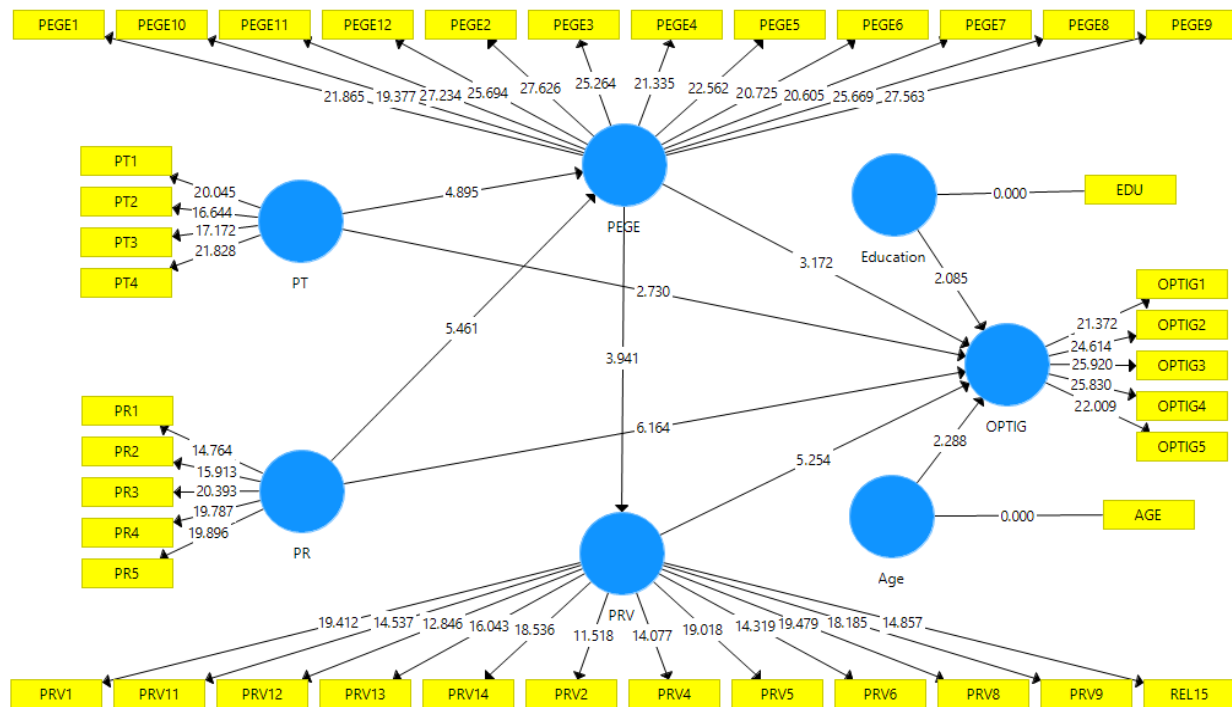 PEGE1 PEGE10 PEGE11 PEGE12 PEGE2 PEGE3 PEGE4 PEGE5 PEGE6 PEGE7 PEGE8 PEGE9
21.865 19.377 27.234 25.694 27.626 25.264 21.335 22.562 20.725 20.605 25.669 27.563
PT1
PT2
PT3
PT4
20.045
16.644
17.172
21.828
PT
4.895
PEGE
EDU
0.000
Education
2.085
3.172
2.730
5.461
3.941
OPTIG1
OPTIG2
OPTIG3
OPTIG4
OPTIG5
21.372
24.614
25.920
25.830
22.009
OPTIG
PR1
PR2
PR3
PR4
PR5
14.764
15.913
20.393
19.787
19.896
PR
6.164
5.254
2.288
AGE
0.000
Age
PRV
19.412 14.537 12.846 16.043 18.536 11.518 14.077 19.018 14.319 19.479 18.185 14.857
PRV1 PRV11 PRV12 PRV13 PRV14 PRV2 PRV4 PRV5 PRV6 PRV8 PRV9 REL15